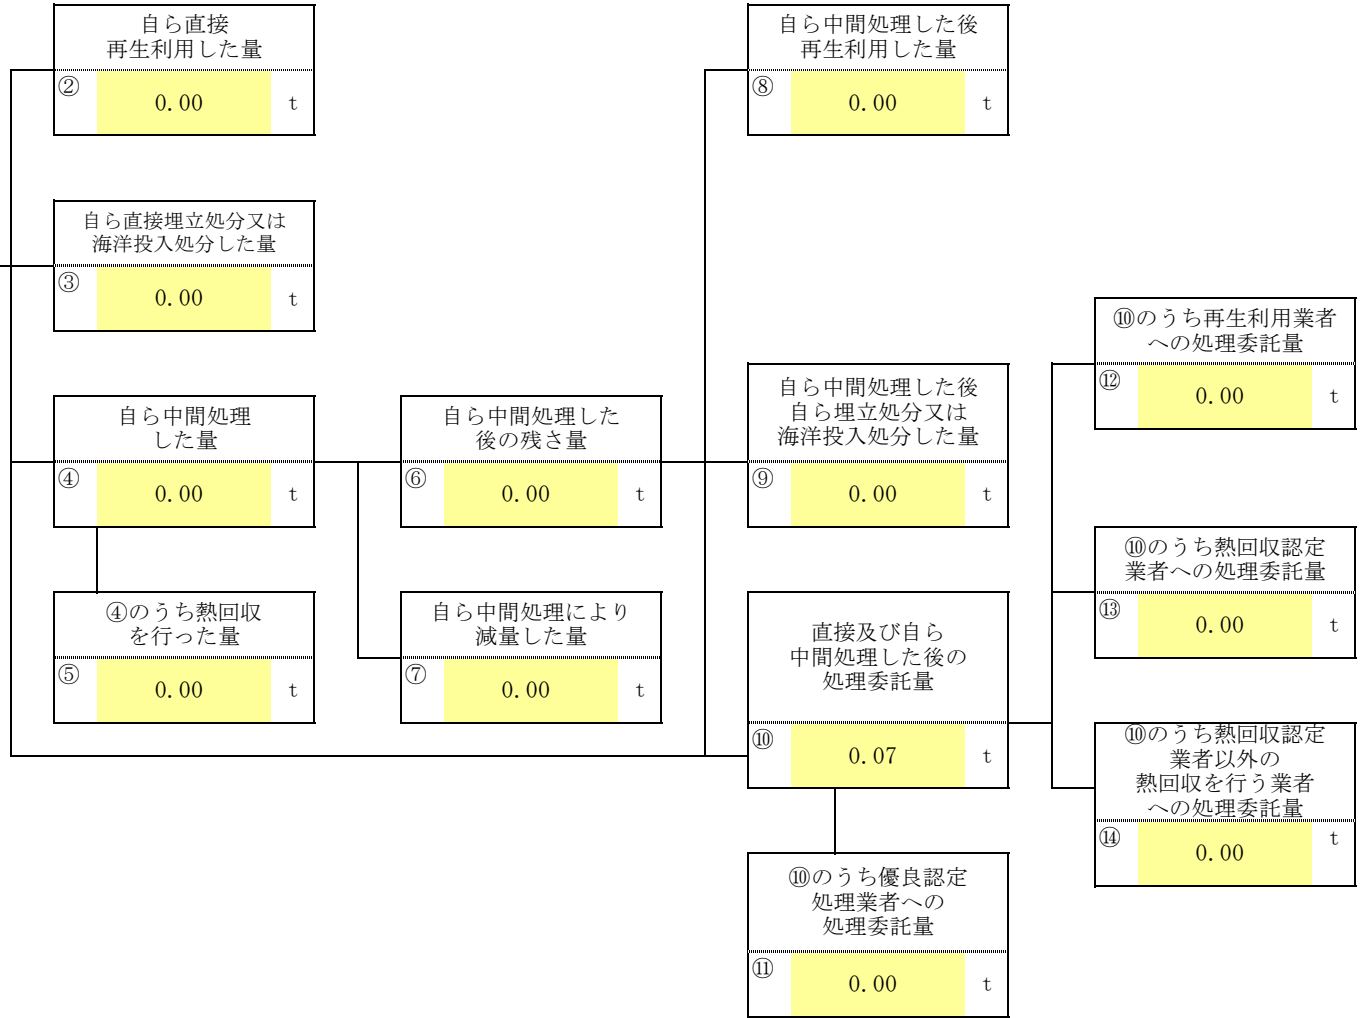 自ら直接
再生利用した量
② 0.00 t
自ら中間処理した後
再生利用した量
⑧ 0.00 t
自ら直接埋立処分又は
海洋投入処分した量
③ 0.00 t
⑩のうち再生利用業者
への処理委託量
⑫ 0.00 t
自ら中間処理
した量
④ 0.00 t
自ら中間処理した
後の残さ量
⑥ 0.00 t
自ら中間処理した後
自ら埋立処分又は
海洋投入処分した量
⑨ 0.00 t
⑩のうち熱回収認定
業者への処理委託量
⑬ 0.00 t
④のうち熱回収
を行った量
⑤ 0.00 t
自ら中間処理により
減量した量
⑦ 0.00 t
直接及び自ら
中間処理した後の
処理委託量
⑩ 0.07 t
⑩のうち熱回収認定
業者以外の
熱回収を行う業者
への処理委託量
⑭ 0.00 t
⑩のうち優良認定
処理業者への
処理委託量
⑪ 0.00 t